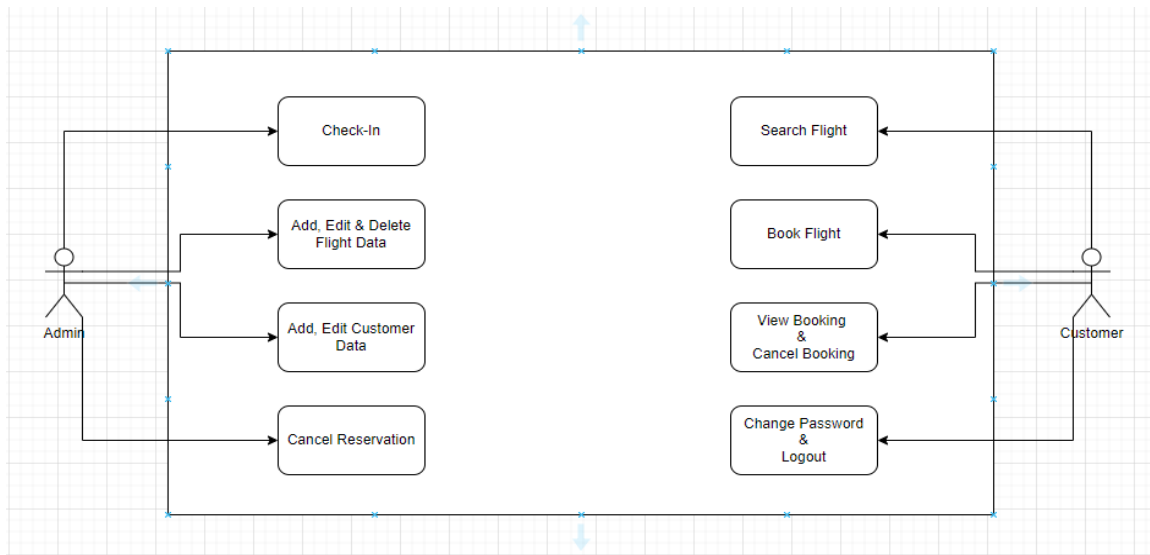 Check-In
Search Flight
Add, Edit & Delete
Flight Data
Book Flight
Admin
Add, Edit Customer
Data
View Booking
&
Cancel Booking
Customer
Cancel Reservation
Change Password
&
Logout